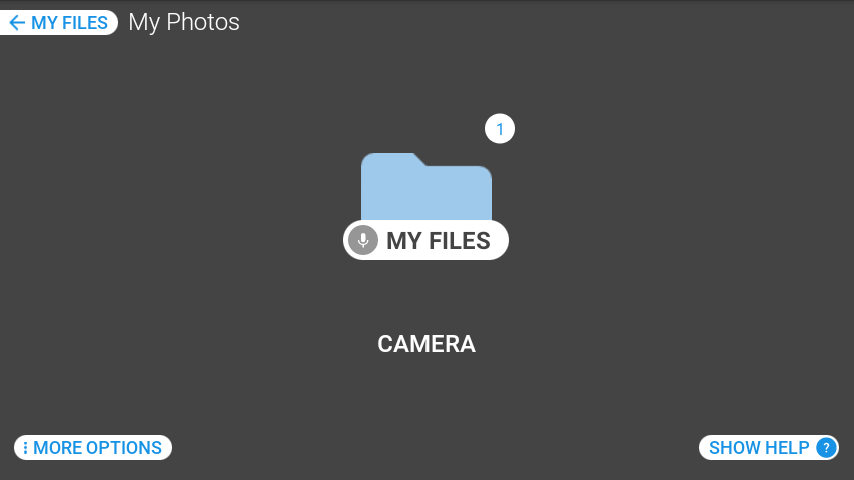 MY FILES My Photos
1
MY FILES
CAMERA
MORE OPTIONS
SHOW HELP ?